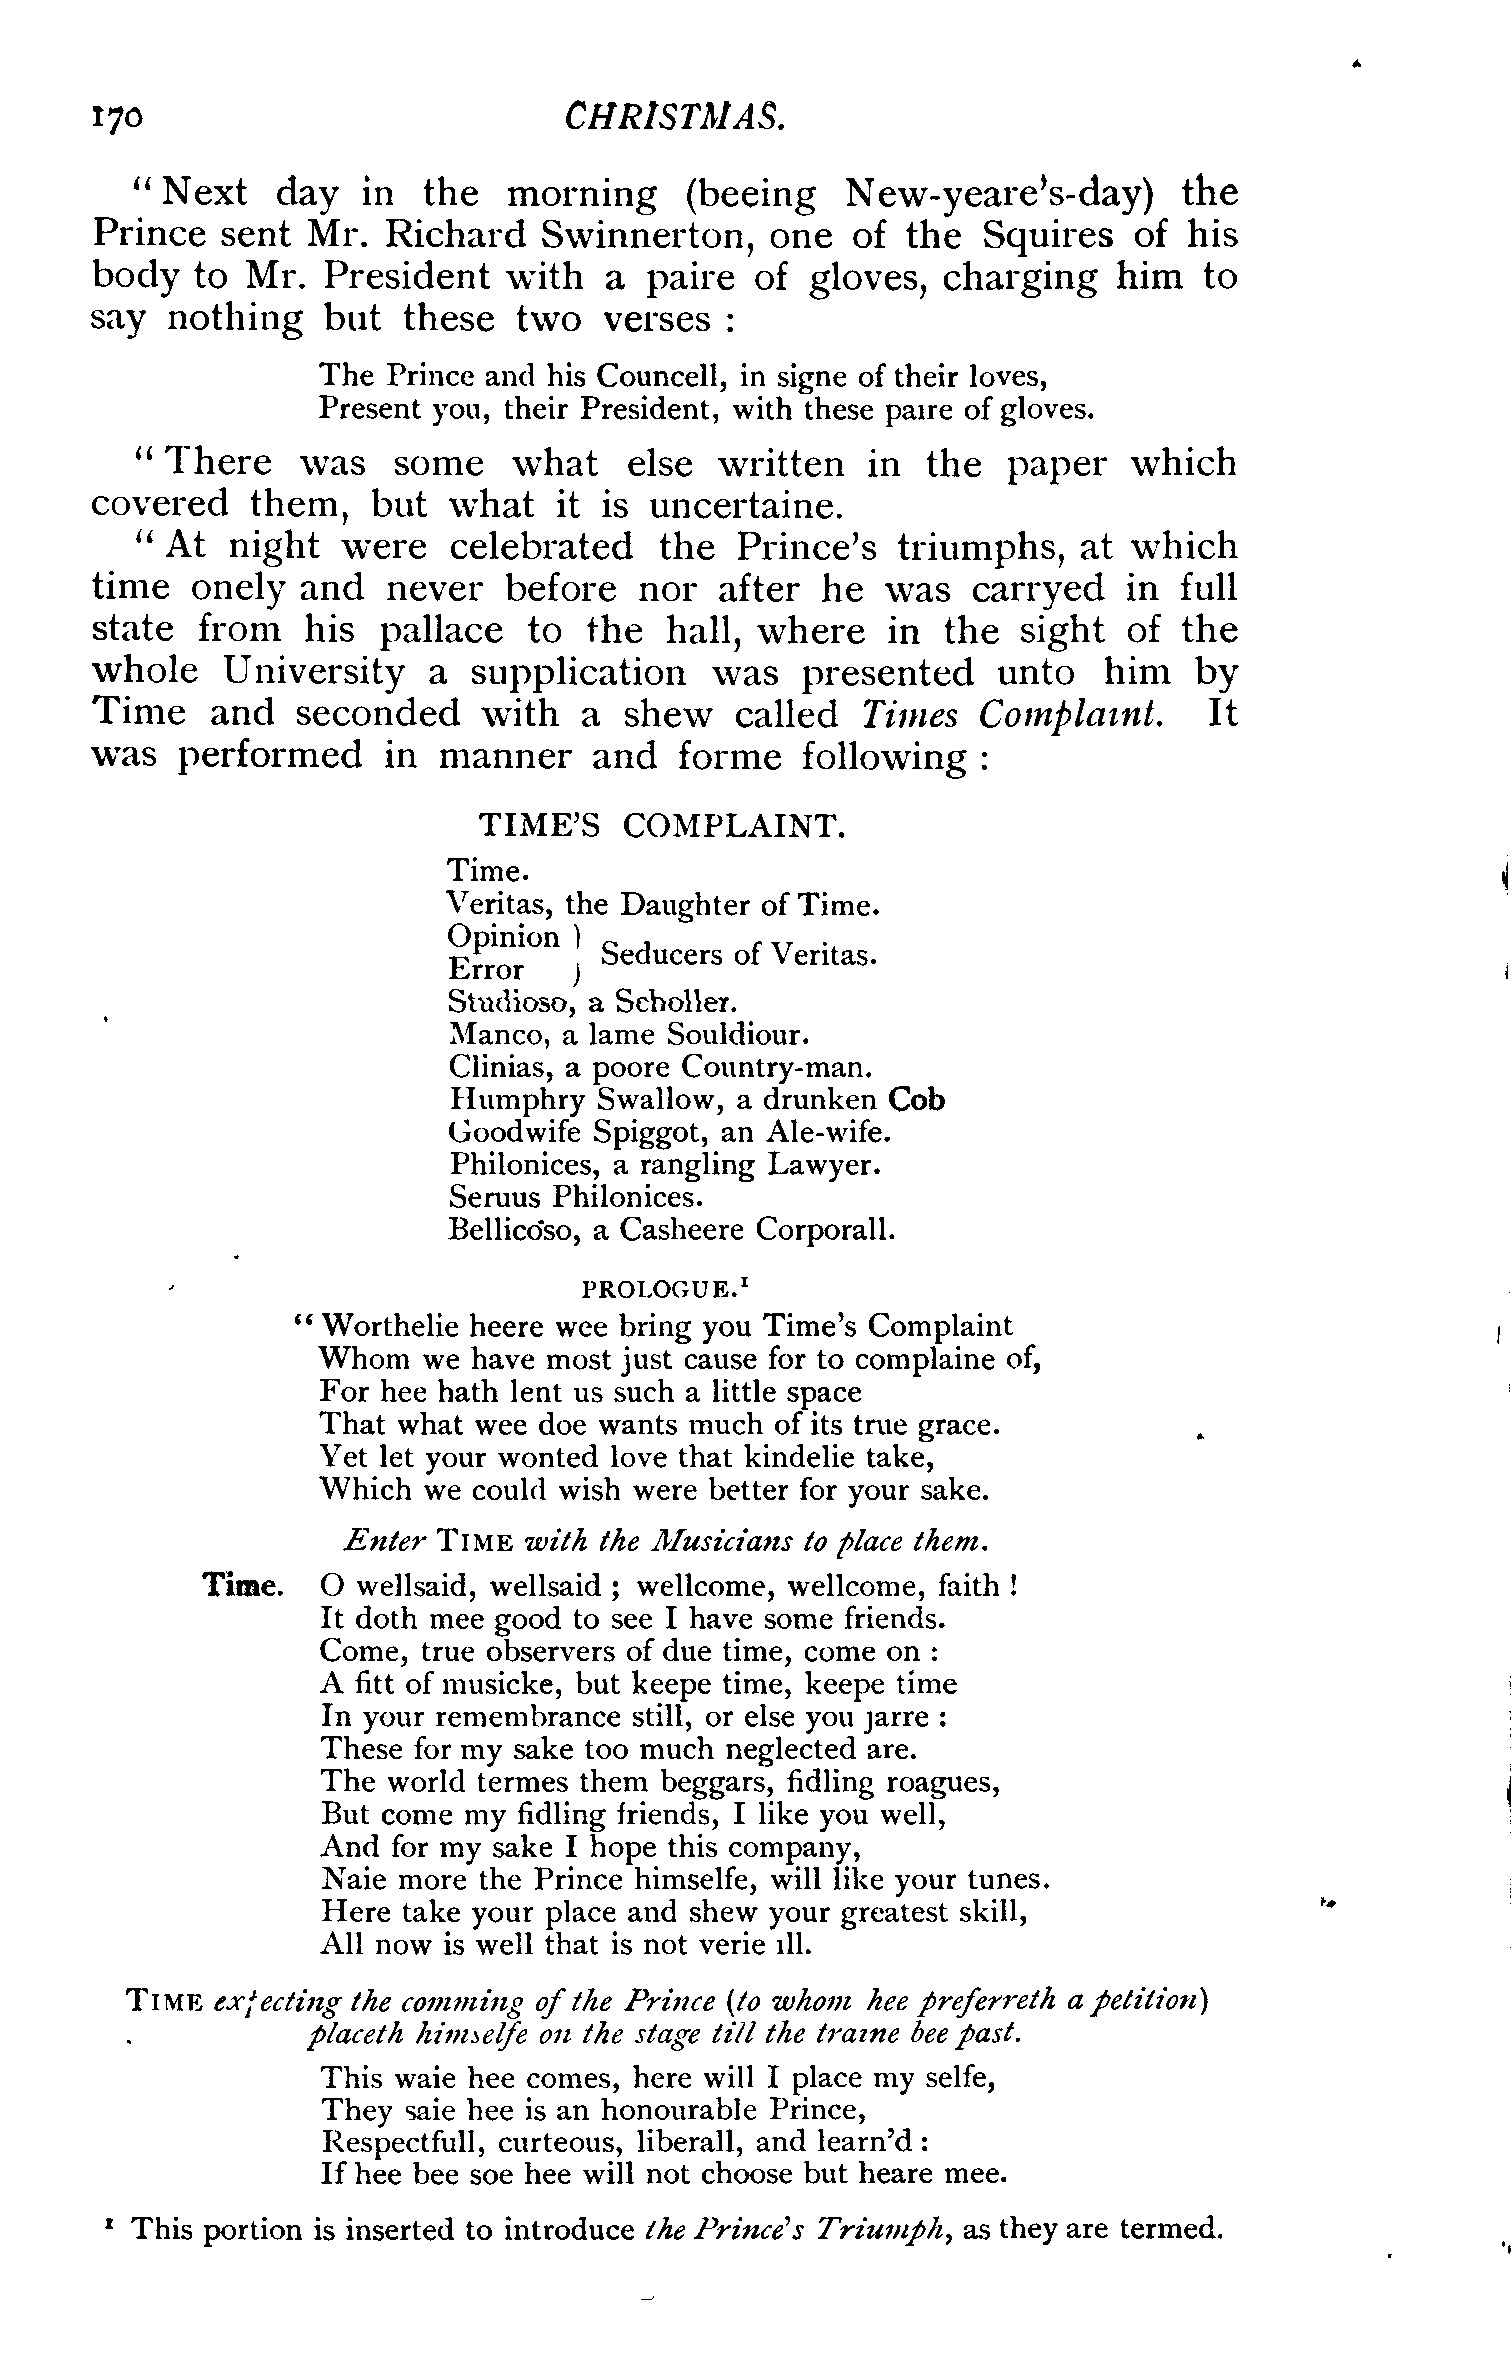 170 CHRISTMAS.
“ Next day in the morning (beeing New-yeare's-day) the
Prince sent Mr. Richard Swinnerton, one of the Squires of his
body to Mr. President with a paire of gloves, charging him to
say nothing but these two verses :
The Prince and his Councell, in signe of their loves,
Present you, their President, with these paire of gloves.
“ There was some what else written in the paper which
covered them, but what it is uncertaine.
“ At night were celebrated the Prince's triumphs, at which
time onely and never before nor after he was carryed in full
state from his pallace to the hall, where in the sight of the
whole University a supplication was presented unto him by
Time and seconded with a shew called Times Complaint. It
was performed in manner and forme following :
TIME'S COMPLAINT.
Time.
Veritas, the Daughter of Time.
Opinion }
Error } Seducers of Veritas.
Studioso, a Scholler.
Manco, a lame Souldiour.
Clinias, a poore Country-man.
Humphry Swallow, a drunken Cob
Goodwife Spiggot, an Ale-wife.
Philonices, a rangling Lawyer.
Seruus Philonices.
Bellicoso, a Casheere Corporall.
PROLOGUE.¹
“ Worthelie heere wee bring you Time's Complaint
Whom we have most just cause for to complaine of,
For hee hath lent us such a little space
That what wee doe wants much of its true grace.
Yet let your wonted love that kindelie take,
Which we could wish were better for your sake.
Enter TIME with the Musicians to place them.
Time. O wellsaid, wellsaid ; wellcome, wellcome, faith !
It doth mee good to see I have some friends.
Come, true observers of due time, come on :
A fitt of musicke, but keepe time, keepe time
In your remembrance still, or else you jarre :
These for my sake too much neglected are.
The world termes them beggars, fidling roagues,
But come my fidling friends, I like you well,
And for my sake I hope this company,
Naie more the Prince himselfe, will like your tunes.
Here take your place and shew your greatest skill,
All now is well that is not verie ill.
TIME expecting the comming of the Prince (to whom hee preferreth a petition)
placeth himselfe on the stage till the traine bee past.
This waie hee comes, here will I place my selfe,
They saie hee is an honourable Prince,
Respectfull, curteous, liberall, and learn'd :
If hee bee soe hee will not choose but heare mee.
¹ This portion is inserted to introduce the Prince's Triumph, as they are termed.